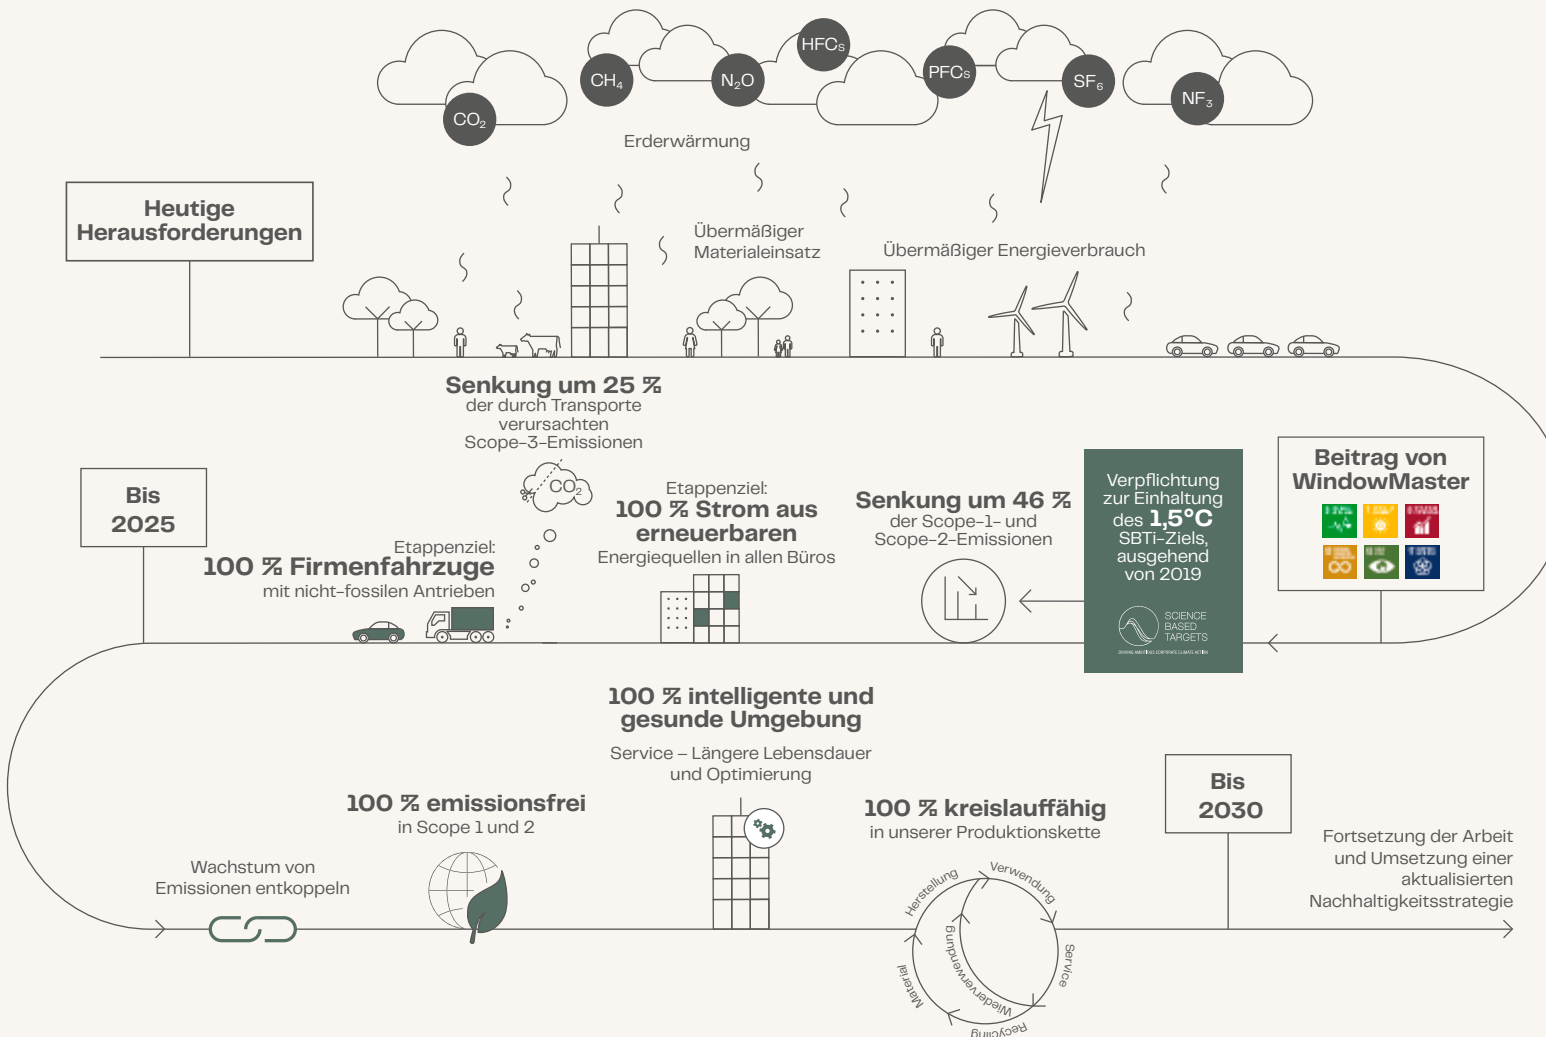 HFCs
CH₄
N₂O
PFCs
SF₆
NF₃
CO₂
Erderwärmung
Heutige
Herausforderungen
Übermäßiger
Materialeinsatz
Übermäßiger Energieverbrauch
Beitrag von
WindowMaster
Verpflichtung
zur Einhaltung
des 1,5°C
SBTi-Ziels,
ausgehend
von 2019
SCIENCE
BASED
TARGETS
DRIVING AMBITIOUS CORPORATE CLIMATE ACTION
Senkung um 46 %
der Scope-1- und
Scope-2-Emissionen
Etappenziel:
100 % Strom aus
erneuerbaren
Energiequellen in allen Büros
Senkung um 25 %
der durch Transporte
verursachten
Scope-3-Emissionen
CO₂
Etappenziel:
100 % Firmenfahrzuge
mit nicht-fossilen Antrieben
Bis
2025
Wachstum von
Emissionen entkoppeln
100 % emissionsfrei
in Scope 1 und 2
100 % intelligente und
gesunde Umgebung
Service – Längere Lebensdauer
und Optimierung
100 % kreislauffähig
in unserer Produktionskette
Herstellung
Verwendung
Service
Recycling
Material
Wiederverwendung
Bis
2030
Fortsetzung der Arbeit
und Umsetzung einer
aktualisierten
Nachhaltigkeitsstrategie